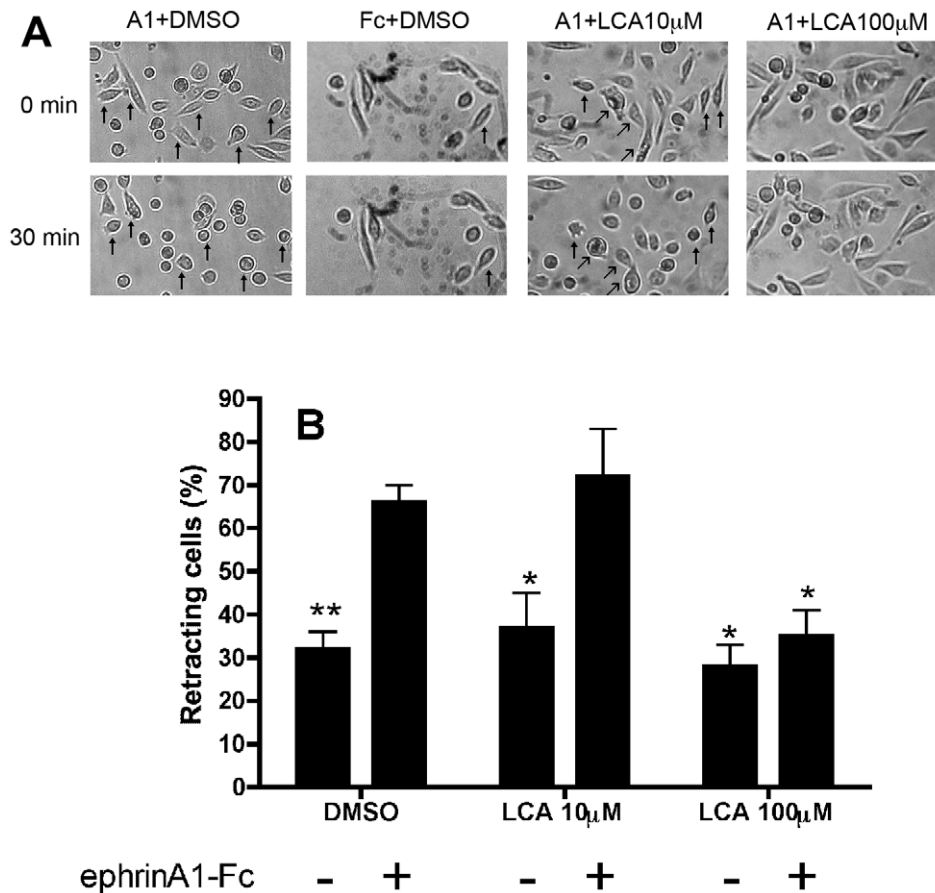 A
A1+DMSO Fc+DMSO A1+LCA10µM A1+LCA100µM
0 min
30 min
B
90
80
70
60
50
40
30
20
10
0
Retracting cells (%)
** * * *
DMSO LCA 10µM LCA 100µM
ephrinA1-Fc - + - + - +